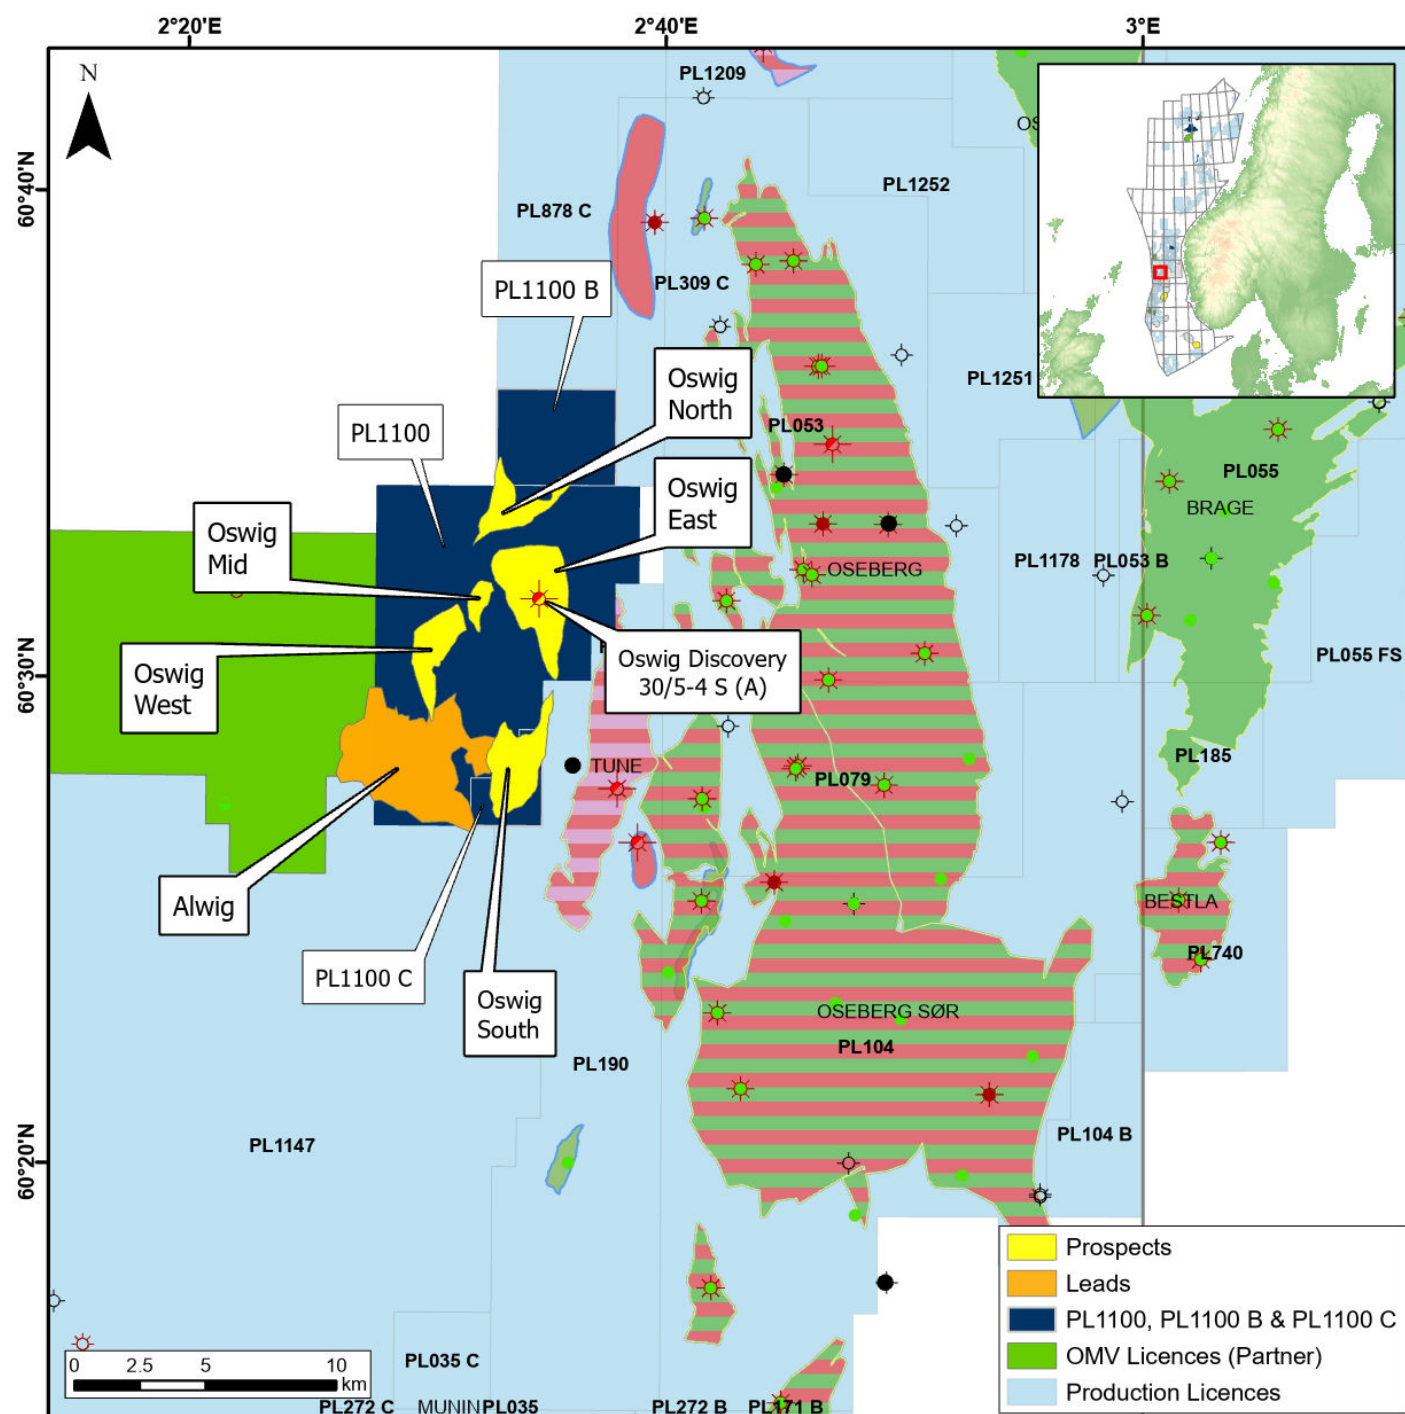 2°20'E
2°40'E
3°E
N
60°40'N
60°30'N
60°20'N
PL1209
PL1252
PL878 C
PL309 C
PL1100 B
PL1251
Oswig
North
PL053
PL1100
Oswig
East
PL055
BRAGE
Oswig
Mid
PL1178
PL053 B
OSEBERG
Oswig Discovery
30/5-4 S (A)
PL055 FS
Oswig
West
PL185
TUNE
PL079
Alwig
BESTLA
PL740
PL1100 C
Oswig
South
OSEBERG SØR
PL104
PL190
PL104 B
PL1147
Prospects
Leads
PL1100, PL1100 B & PL1100 C
OMV Licences (Partner)
Production Licences
0 2.5 5 10
km
PL035 C
PL272 C
MUNIN
PL035
PL272 B
PL171 B